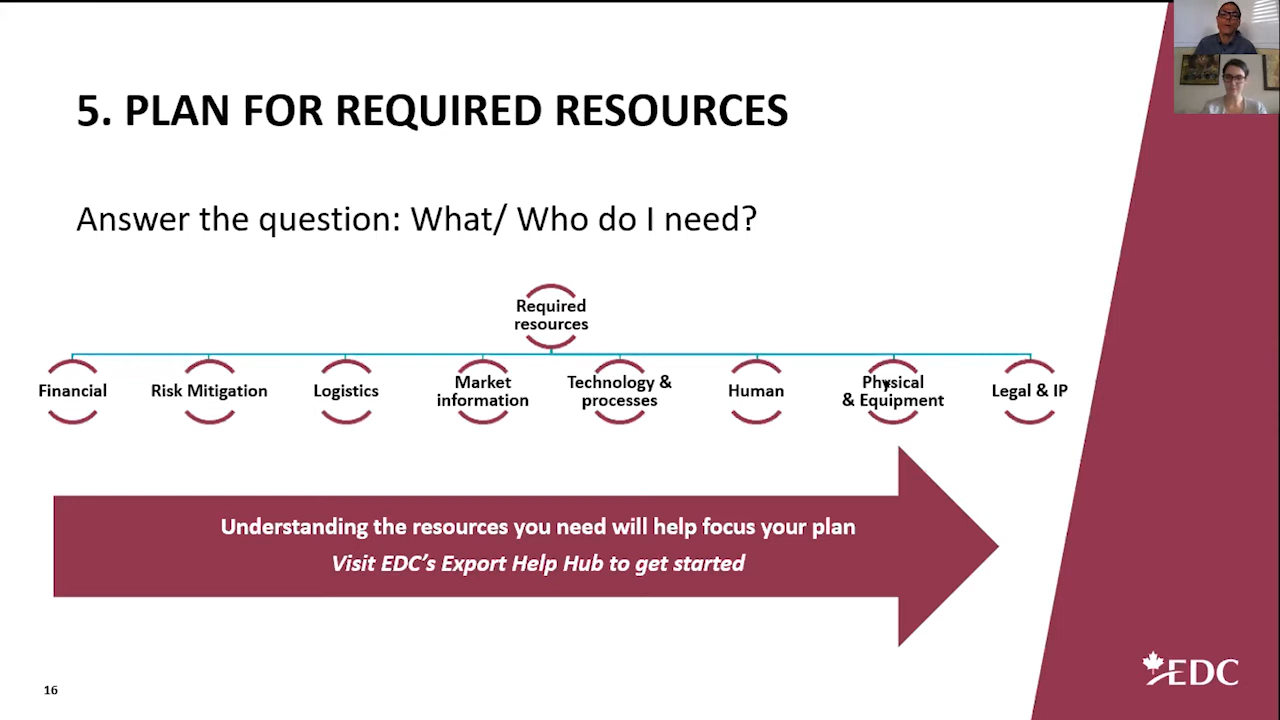 5. PLAN FOR REQUIRED RESOURCES
Answer the question: What/ Who do I need?
Required
resources
Financial
Risk Mitigation
Logistics
Market
information
Technology &
processes
Human
Physical
& Equipment
Legal & IP
Understanding the resources you need will help focus your plan
Visit EDC's Export Help Hub to get started
16
EDC